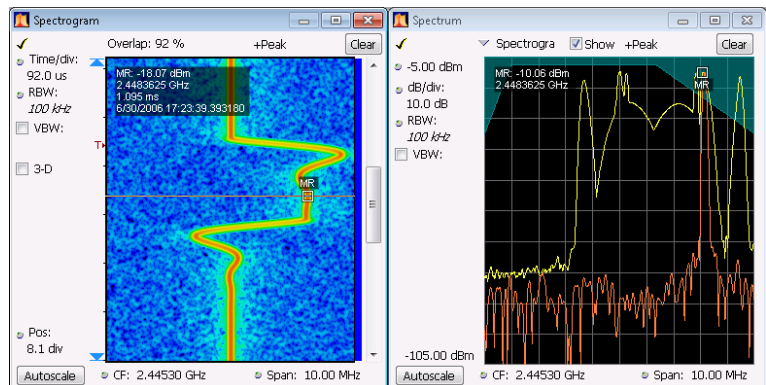 Spectrogram
Time/div:
92.0 us
RBW:
100 kHz
VBW:
3-D
Pos:
8.1 div
Autoscale
Overlap: 92 %
+Peak
Clear
MR: -18.07 dBm
2.4483625 GHz
1.095 ms
6/30/2006 17:23:39.393180
T
MR
CF: 2.44530 GHz
Span: 10.00 MHz
Spectrum
Spectrogra
Show
+Peak
Clear
-5.00 dBm
dB/div:
10.0 dB
RBW:
100 kHz
VBW:
-105.00 dBm
Autoscale
MR: -10.06 dBm
2.4483625 GHz
MR
CF: 2.44530 GHz
Span: 10.00 MHz